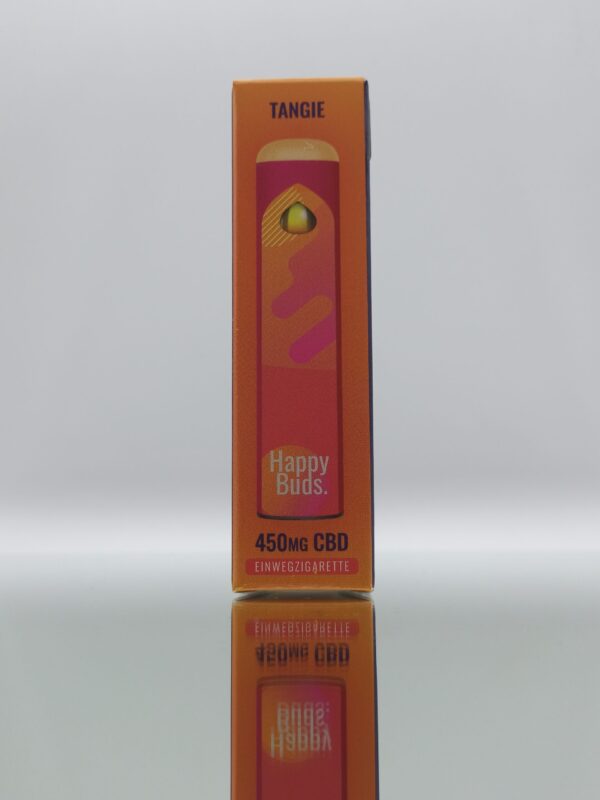 TANGIE
Happy
Buds.
450MG CBD
EINWEGZIGARETTE